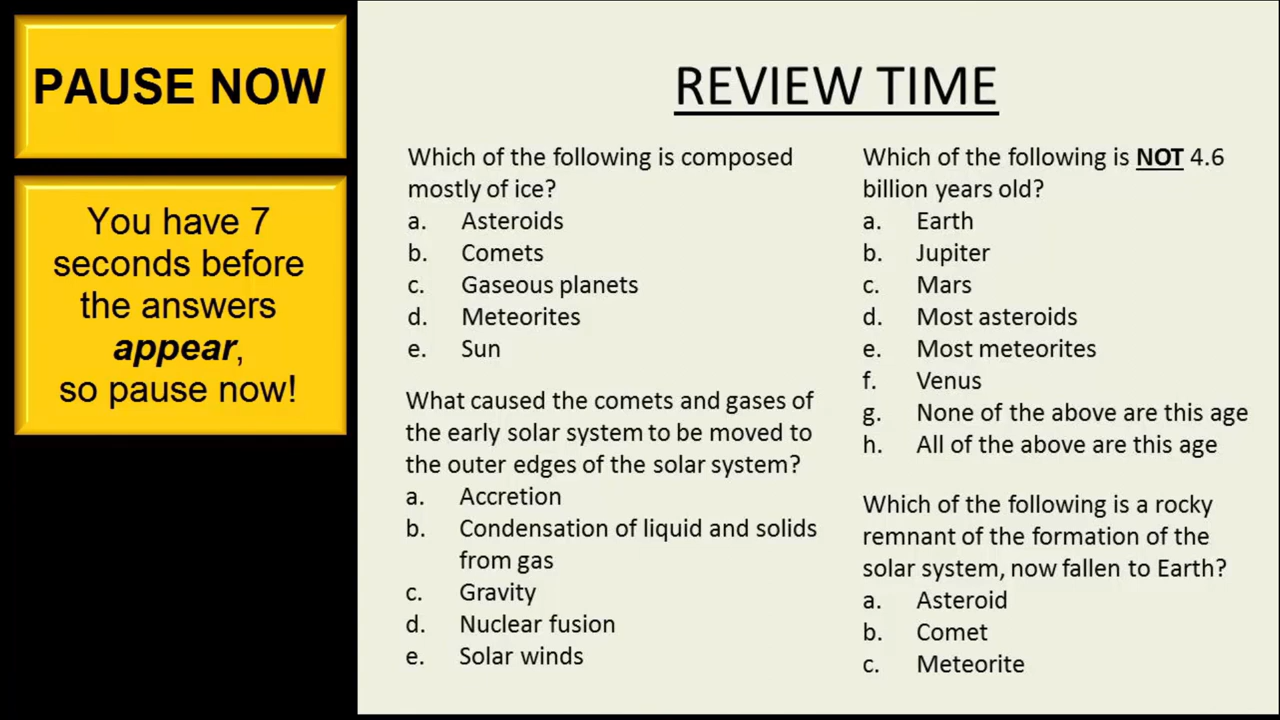 PAUSE NOW
You have 7
seconds before
the answers
appear,
so pause now!
REVIEW TIME
Which of the following is composed
mostly of ice?
a. Asteroids
b. Comets
c. Gaseous planets
d. Meteorites
e. Sun
What caused the comets and gases of
the early solar system to be moved to
the outer edges of the solar system?
a. Accretion
b. Condensation of liquid and solids
from gas
c. Gravity
d. Nuclear fusion
e. Solar winds
Which of the following is NOT 4.6
billion years old?
a. Earth
b. Jupiter
c. Mars
d. Most asteroids
e. Most meteorites
f. Venus
g. None of the above are this age
h. All of the above are this age
Which of the following is a rocky
remnant of the formation of the
solar system, now fallen to Earth?
a. Asteroid
b. Comet
c. Meteorite